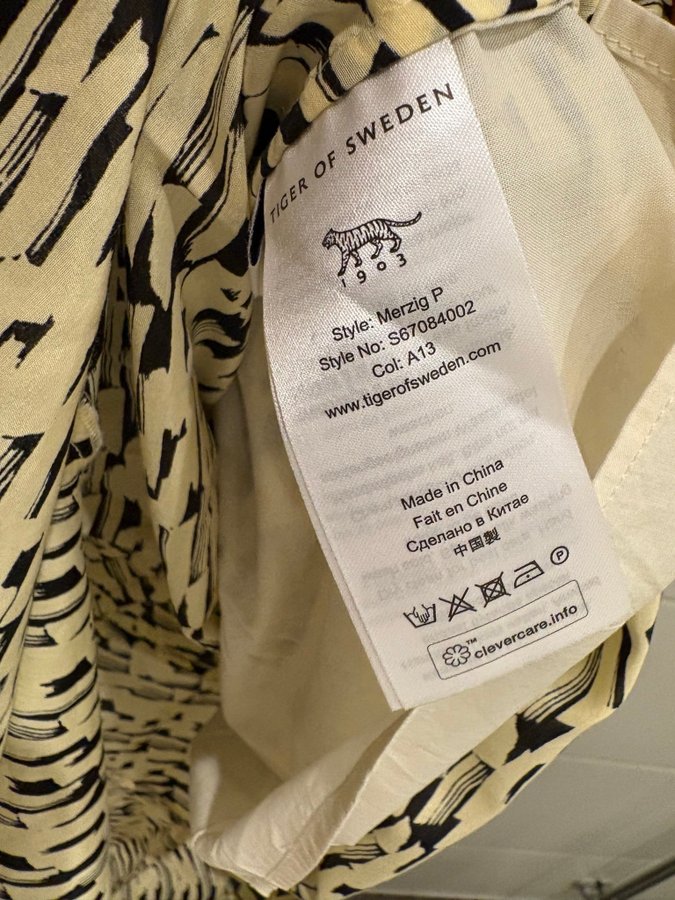 TIGER OF SWEDEN
1903
Style: Merzig P
Style No: S67084002
Col: A13
www.tigerofsweden.com
Made in China
Fait en Chine
Сделано в Китае
中国製
P
clevercare.info™